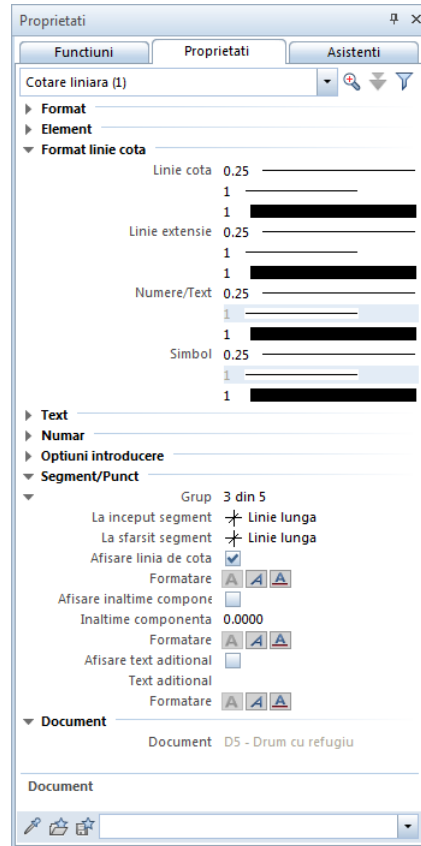 Proprietati
Functiuni Proprietati Asistenti
Cotare liniara (1)
Format
Element
Format linie cota
Linie cota 0.25
1
1
Linie extensie 0.25
1
1
Numere/Text 0.25
1
1
Simbol 0.25
1
1
Text
Numar
Optiuni introducere
Segment/Punct
Grup 3 din 5
La inceput segment Linie lunga
La sfarsit segment Linie lunga
Afisare linia de cota
Formatare A A A
Afisare inaltime compone
Inaltime componenta 0.0000
Formatare A A A
Afisare text aditional
Text aditional
Formatare A A A
Document
Document D5 - Drum cu refugiu
Document